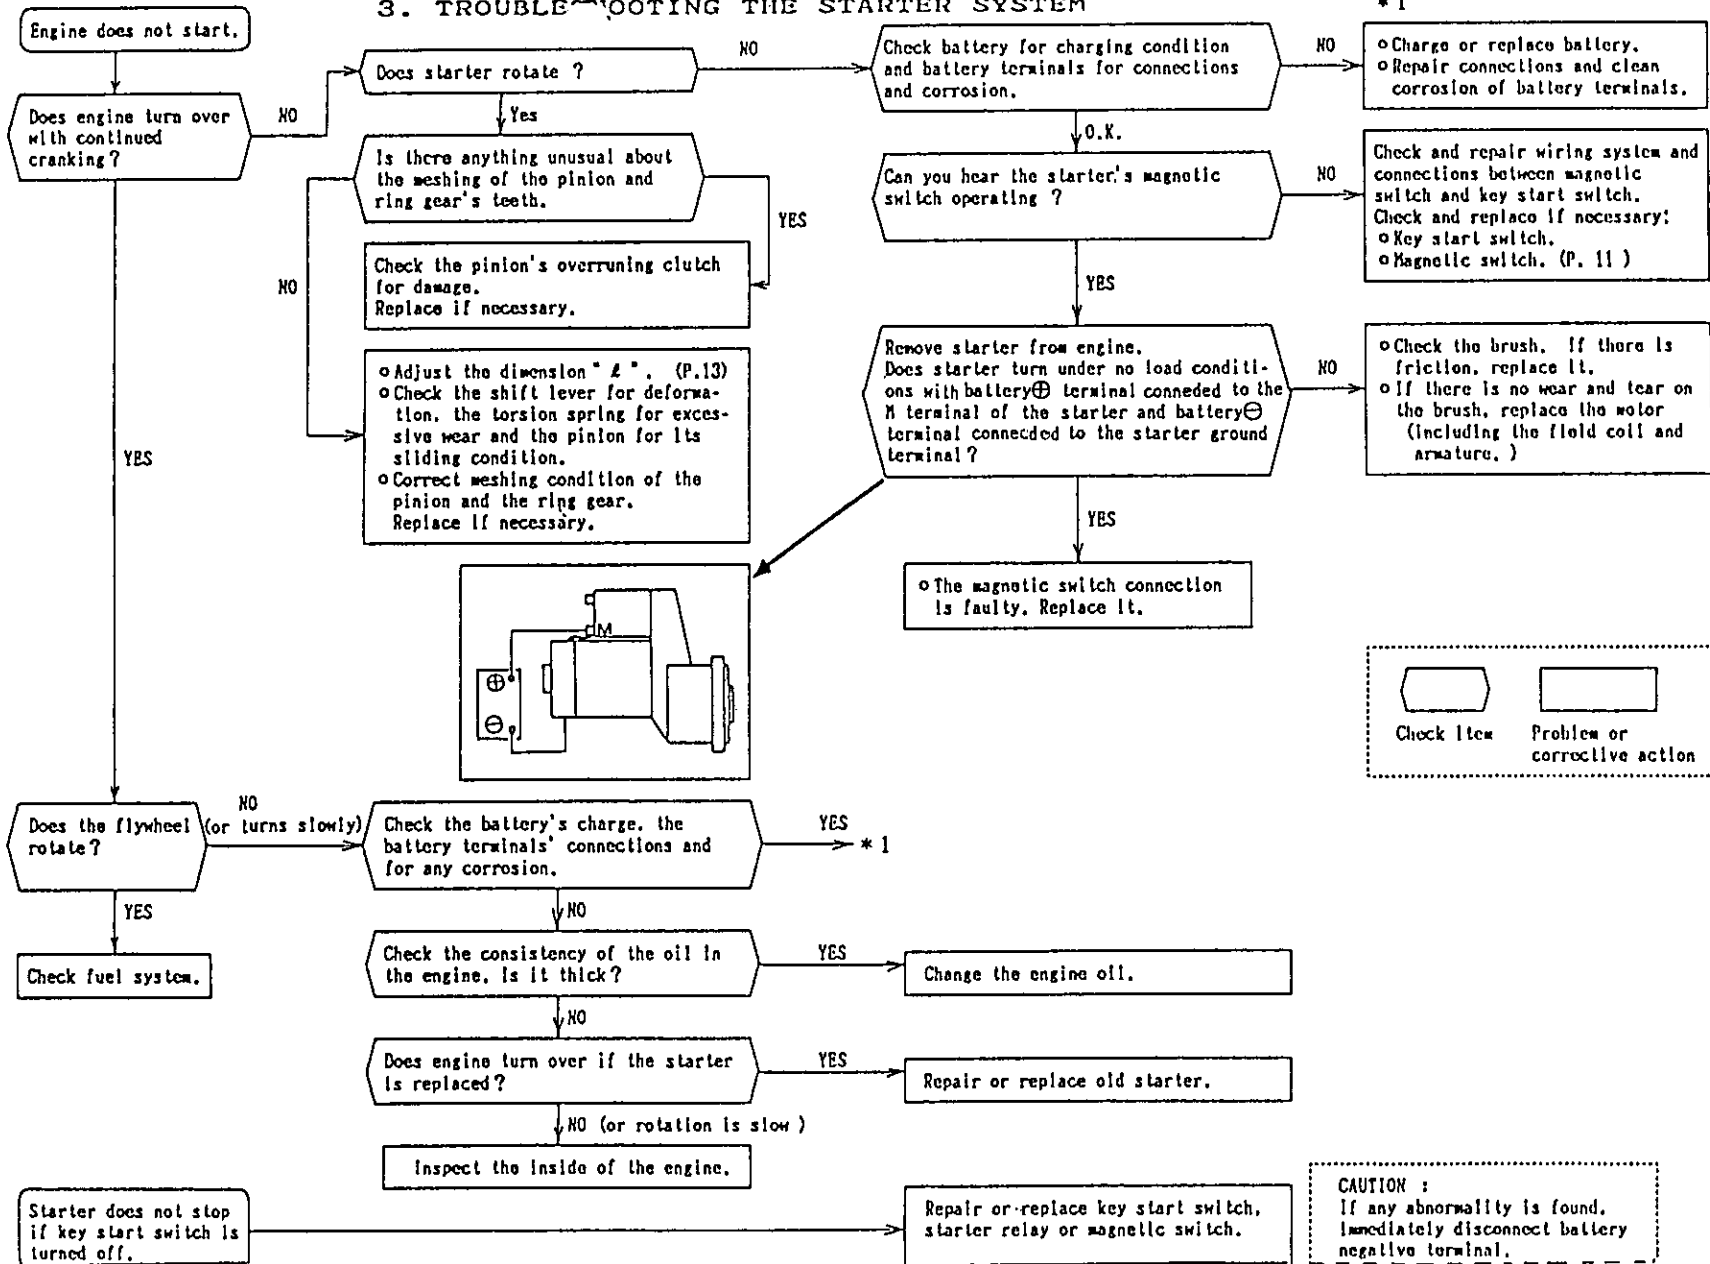 3. TROUBLE OOTING THE STARTER SYSTEM
*1
Engine does not start.
Does engine turn over
with continued
cranking?
NO
YES
Does starter rotate ?
NO
Yes
Is there anything unusual about
the meshing of the pinion and
ring gear's teeth.
YES
NO
Check the pinion's overruning clutch
for damage.
Replace if necessary.
o Adjust the dimension "ℓ". (P.13)
o Check the shift lever for deforma-
tion, the torsion spring for exces-
sive wear and the pinion for its
sliding condition.
o Correct meshing condition of the
pinion and the ring gear.
Replace if necessary.
Check battery for charging condition
and battery terminals for connections
and corrosion.
NO
O.K.
o Charge or replace battery.
o Repair connections and clean
corrosion of battery terminals.
Can you hear the starter's magnetic
switch operating ?
NO
YES
Check and repair wiring system and
connections between magnetic
switch and key start switch.
Check and replace if necessary:
o Key start switch.
o Magnetic switch. (P. 11 )
Remove starter from engine.
Does starter turn under no load conditi-
ons with battery⊕ terminal conneded to the
M terminal of the starter and battery⊖
terminal conneded to the starter ground
terminal?
NO
YES
o Check the brush. If there is
friction, replace it.
o If there is no wear and tear on
the brush, replace the motor
(including the field coil and
armature. )
o The magnetic switch connection
is faulty. Replace it.
M
⊕
⊖
Check item
Problem or
corrective action
Does the flywheel
rotate?
NO
(or turns slowly)
YES
Check fuel system.
Check the battery's charge, the
battery terminals' connections and
for any corrosion.
YES
* 1
NO
Check the consistency of the oil in
the engine. Is it thick?
YES
Change the engine oil.
NO
Does engine turn over if the starter
is replaced?
YES
Repair or replace old starter.
NO (or rotation is slow )
Inspect the inside of the engine.
Starter does not stop
if key start switch is
turned off.
Repair or replace key start switch,
starter relay or magnetic switch.
CAUTION :
If any abnormality is found,
immediately disconnect battery
negative terminal.